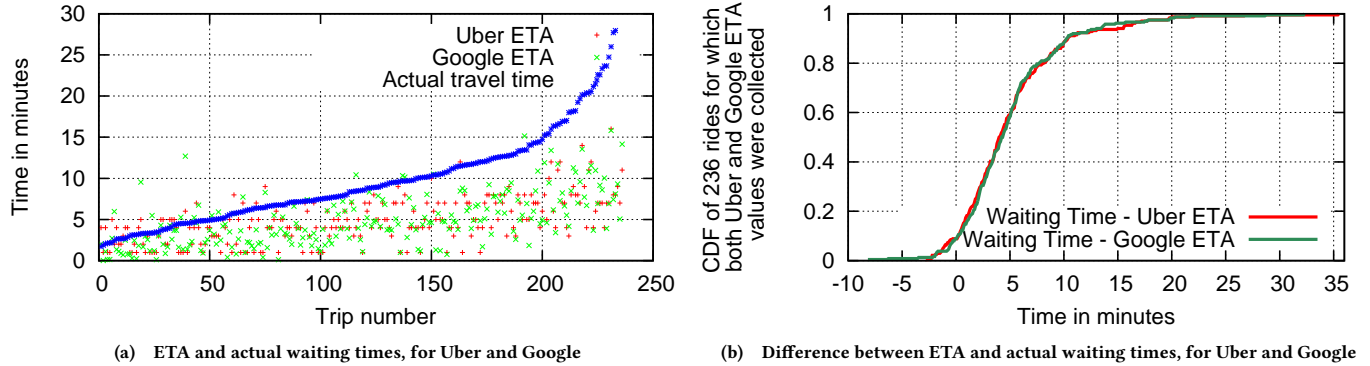 Time in minutes
30
25
20
15
10
5
0
Uber ETA
Google ETA
Actual travel time
0
50
100
150
200
250
Trip number
(a) ETA and actual waiting times, for Uber and Google
CDF of 236 rides for which
both Uber and Google ETA
values were collected
1
0.8
0.6
0.4
0.2
0
Waiting Time - Uber ETA
Waiting Time - Google ETA
-10
-5
0
5
10
15
20
25
30
35
Time in minutes
(b) Difference between ETA and actual waiting times, for Uber and Google